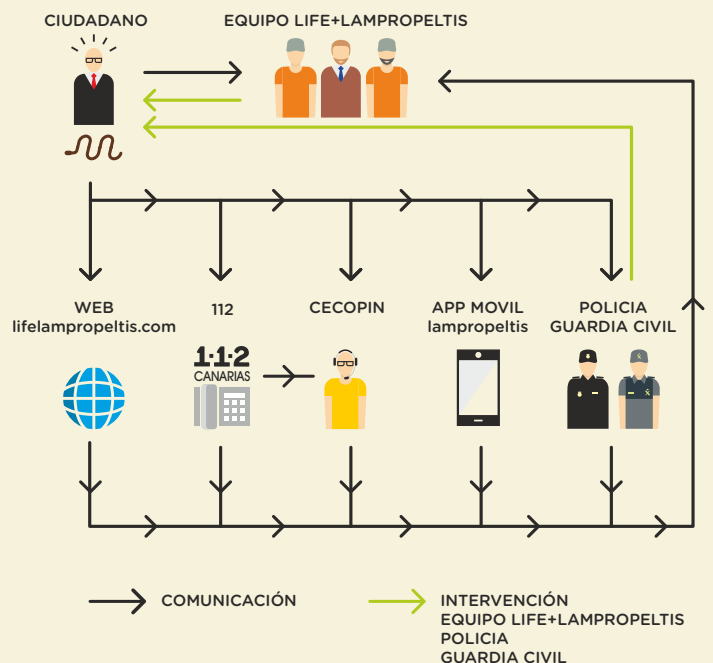 CIUDADANO
EQUIPO LIFE+LAMPROPELTIS
WEB
lifelampropeltis.com
112
CECOPIN
APP MOVIL
lampropeltis
POLICIA
GUARDIA CIVIL
1·1·2
CANARIAS
COMUNICACIÓN
INTERVENCIÓN
EQUIPO LIFE+LAMPROPELTIS
POLICIA
GUARDIA CIVIL